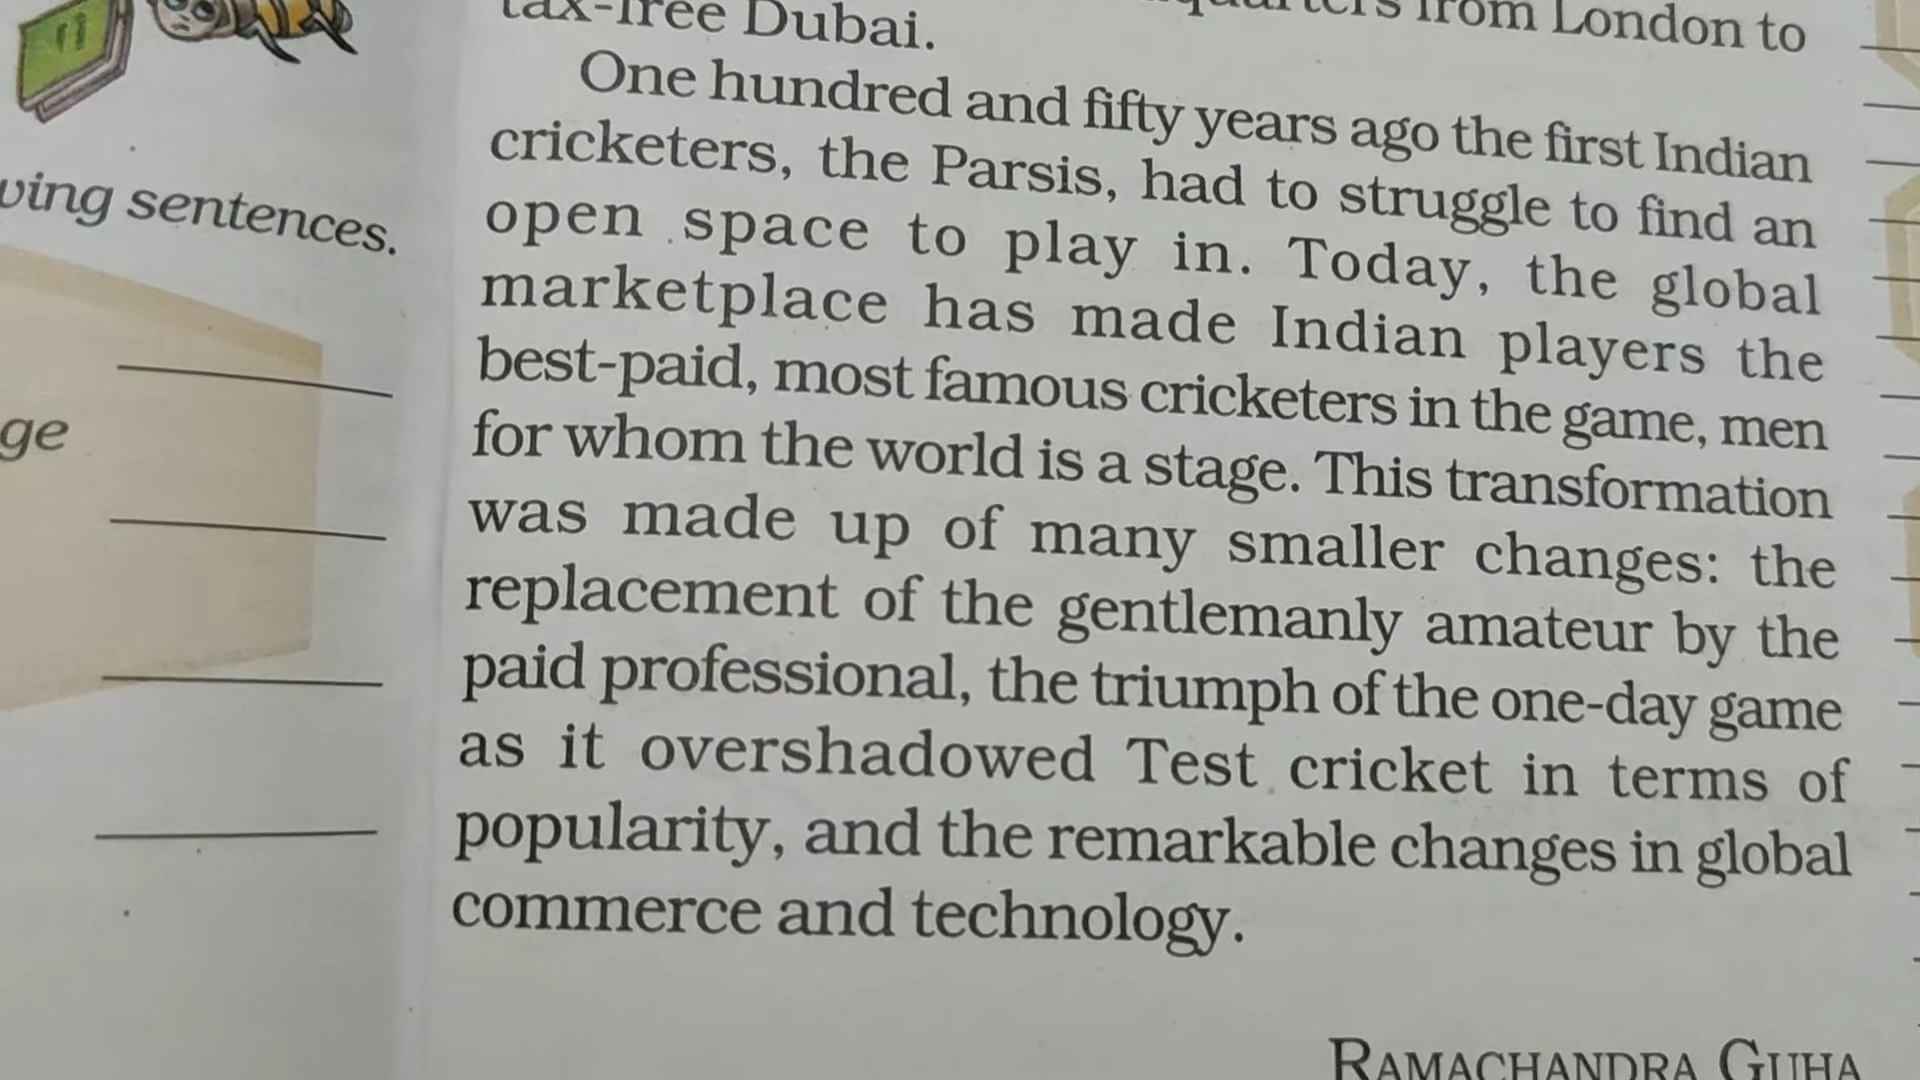 from London to
tax-free Dubai.
One hundred and fifty years ago the first Indian
cricketers, the Parsis, had to struggle to find an
open space to play in. Today, the global
marketplace has made Indian players the
best-paid, most famous cricketers in the game, men
for whom the world is a stage. This transformation
was made up of many smaller changes: the
replacement of the gentlemanly amateur by the
paid professional, the triumph of the one-day game
as it overshadowed Test cricket in terms of
popularity, and the remarkable changes in global
commerce and technology.
RAMACHANDRA GUHA
sentences.